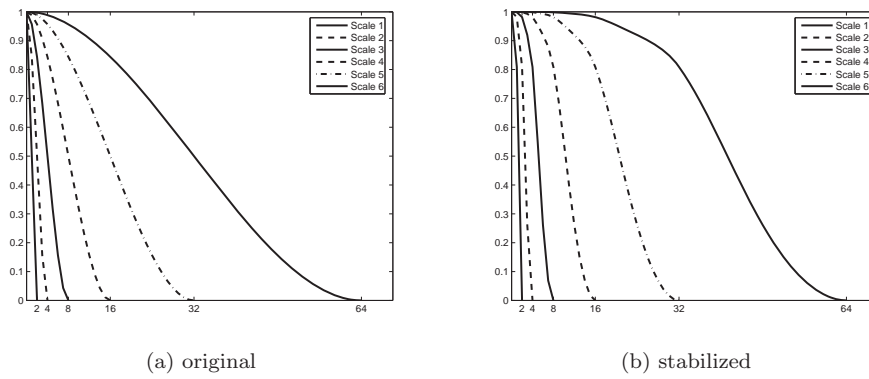 1
0.9
0.8
0.7
0.6
0.5
0.4
0.3
0.2
0.1
0
2 4 8 16 32 64
Scale 1
Scale 2
Scale 3
Scale 4
Scale 5
Scale 6
(a) original
1
0.9
0.8
0.7
0.6
0.5
0.4
0.3
0.2
0.1
0
2 4 8 16 32 64
Scale 1
Scale 2
Scale 3
Scale 4
Scale 5
Scale 6
(b) stabilized